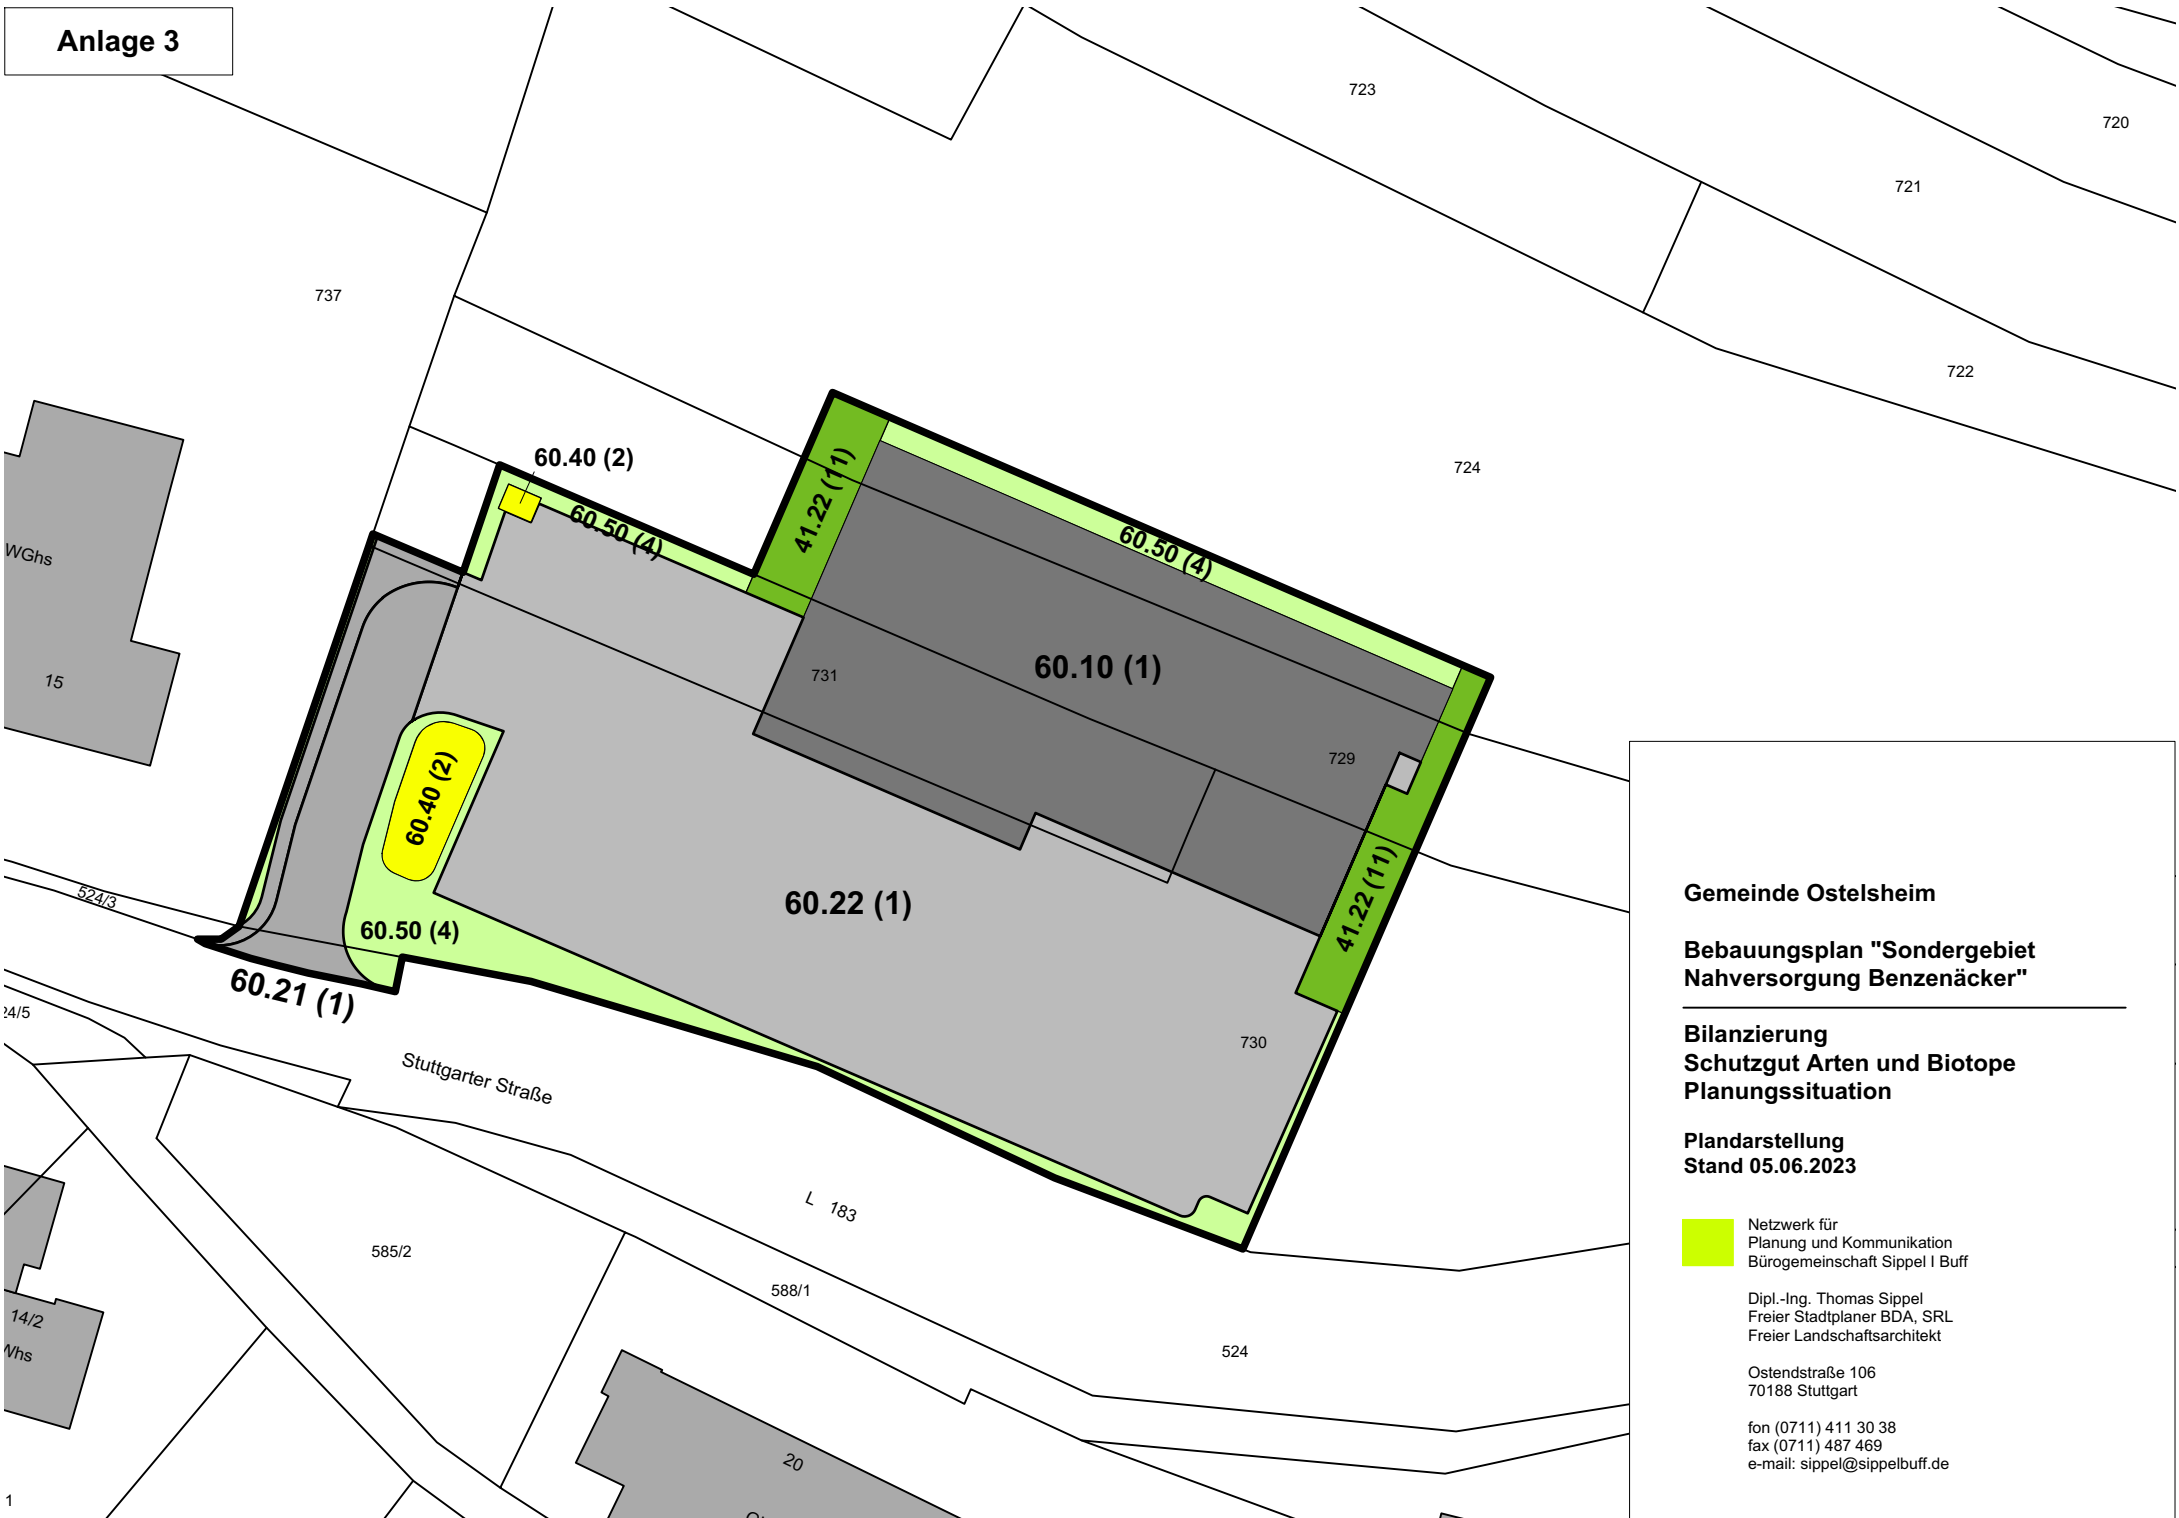 Anlage 3
723
720
721
737
722
60.40 (2)
724
41.22 (11)
60.50 (4)
60.50 (4)
WGhs
15
731
60.10 (1)
729
60.40 (2)
524/3
60.50 (4)
60.22 (1)
41.22 (11)
60.21 (1)
24/5
730
Stuttgarter Straße
L 183
585/2
588/1
524
14/2
Whs
20
1
Gemeinde Ostelsheim
Bebauungsplan "Sondergebiet
Nahversorgung Benzenäcker"
Bilanzierung
Schutzgut Arten und Biotope
Planungssituation
Plandarstellung
Stand 05.06.2023
Netzwerk für
Planung und Kommunikation
Bürogemeinschaft Sippel I Buff
Dipl.-Ing. Thomas Sippel
Freier Stadtplaner BDA, SRL
Freier Landschaftsarchitekt
Ostendstraße 106
70188 Stuttgart
fon (0711) 411 30 38
fax (0711) 487 469
e-mail: sippel@sippelbuff.de